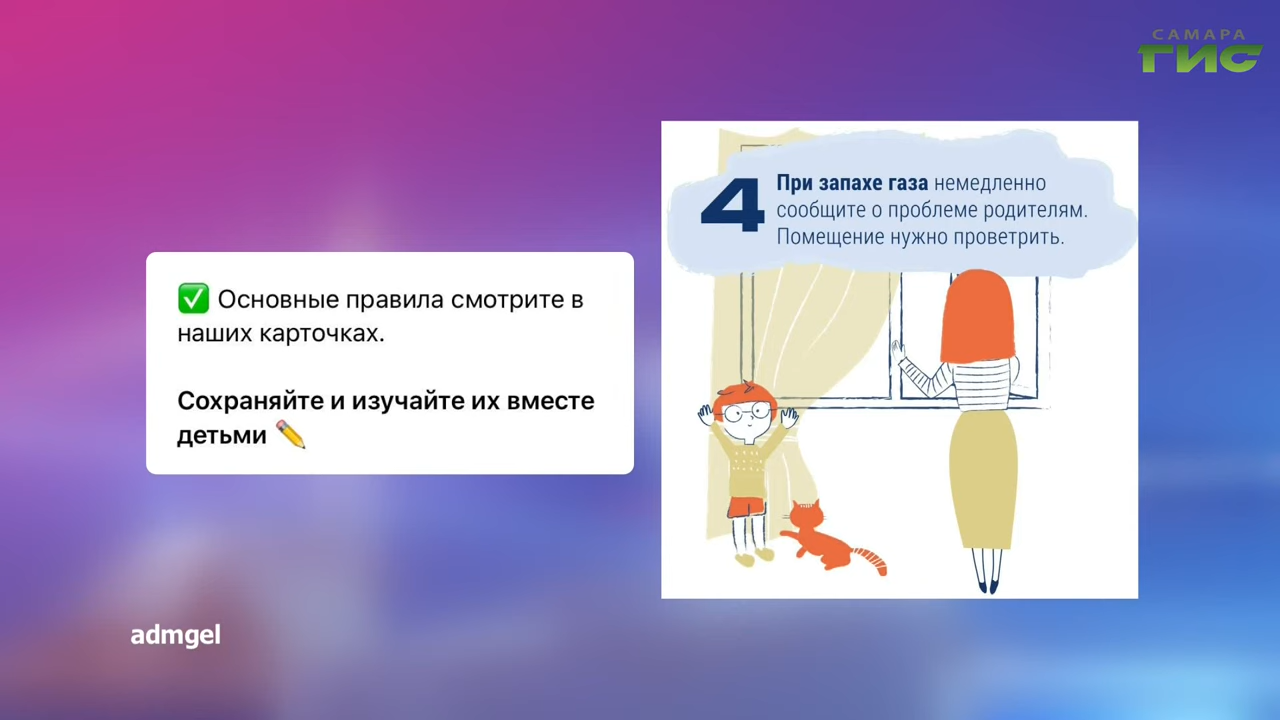 САМАРА
ГИС
✅ Основные правила смотрите в
наших карточках.
Сохраняйте и изучайте их вместе
детьми ✏️
4
При запахе газа немедленно
сообщите о проблеме родителям.
Помещение нужно проветрить.
admgel